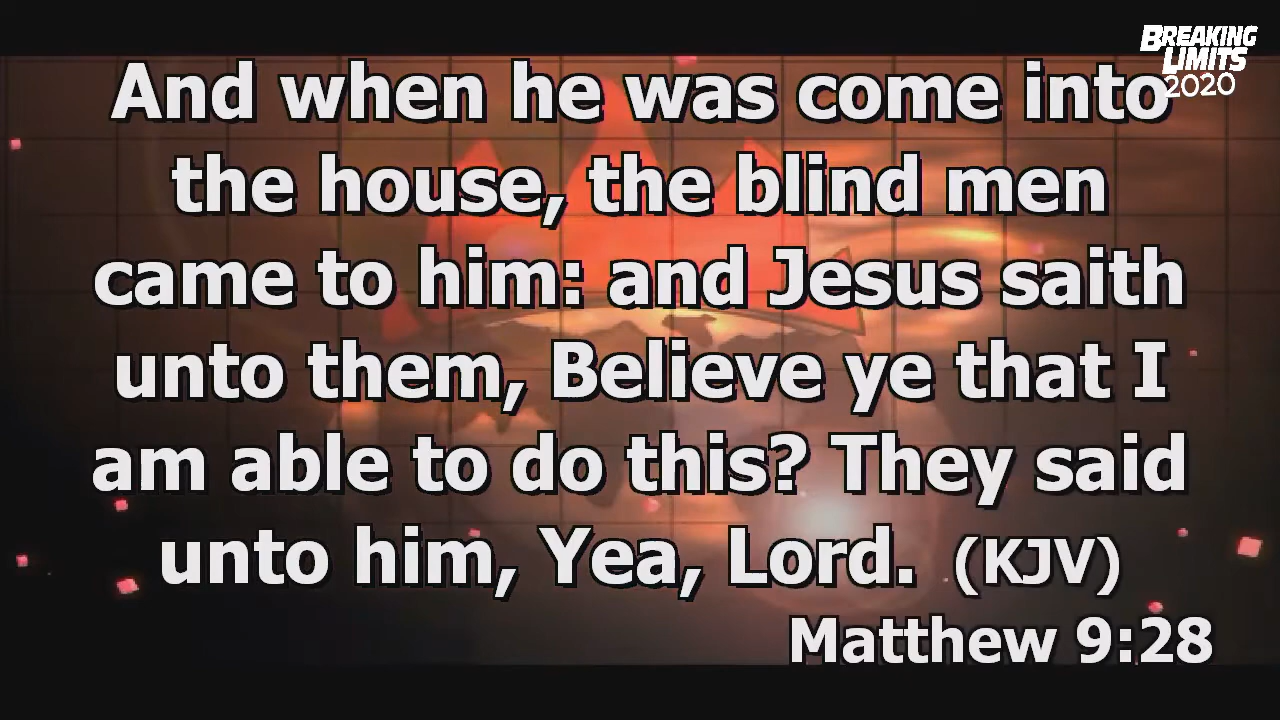 BREAKING
LIMITS
2020
And when he was come into
the house, the blind men
came to him: and Jesus saith
unto them, Believe ye that I
am able to do this? They said
unto him, Yea, Lord. (KJV)
Matthew 9:28